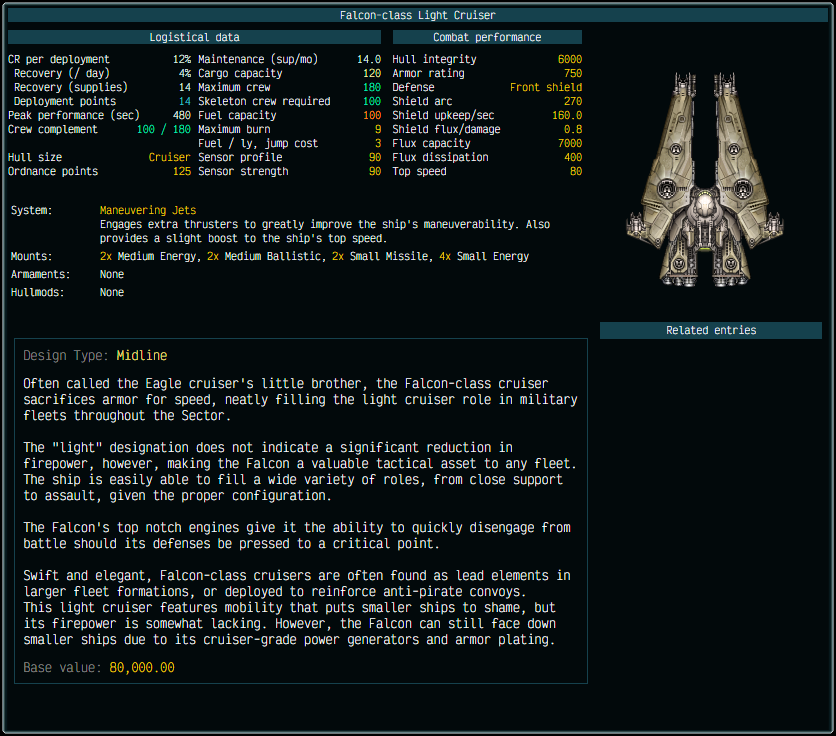 Falcon-class Light Cruiser
Logistical data
Combat performance
CR per deployment 12% Maintenance (sup/mo) 14.0 Hull integrity 6000
Recovery (/ day) 4% Cargo capacity 120 Armor rating 750
Recovery (supplies) 14 Maximum crew 180 Defense Front shield
Deployment points 14 Skeleton crew required 100 Shield arc 270
Peak performance (sec) 480 Fuel capacity 100 Shield upkeep/sec 160.0
Crew complement 100 / 180 Maximum burn 9 Shield flux/damage 0.8
Fuel / ly, jump cost 3 Flux capacity 7000
Hull size Cruiser Sensor profile 90 Flux dissipation 400
Ordnance points 125 Sensor strength 90 Top speed 80
System: Maneuvering Jets
Engages extra thrusters to greatly improve the ship's maneuverability. Also
provides a slight boost to the ship's top speed.
Mounts: 2x Medium Energy, 2x Medium Ballistic, 2x Small Missile, 4x Small Energy
Armaments: None
Hullmods: None
Related entries
Design Type: Midline
Often called the Eagle cruiser's little brother, the Falcon-class cruiser
sacrifices armor for speed, neatly filling the light cruiser role in military
fleets throughout the Sector.
The "light" designation does not indicate a significant reduction in
firepower, however, making the Falcon a valuable tactical asset to any fleet.
The ship is easily able to fill a wide variety of roles, from close support
to assault, given the proper configuration.
The Falcon's top notch engines give it the ability to quickly disengage from
battle should its defenses be pressed to a critical point.
Swift and elegant, Falcon-class cruisers are often found as lead elements in
larger fleet formations, or deployed to reinforce anti-pirate convoys.
This light cruiser features mobility that puts smaller ships to shame, but
its firepower is somewhat lacking. However, the Falcon can still face down
smaller ships due to its cruiser-grade power generators and armor plating.
Base value: 80,000.00